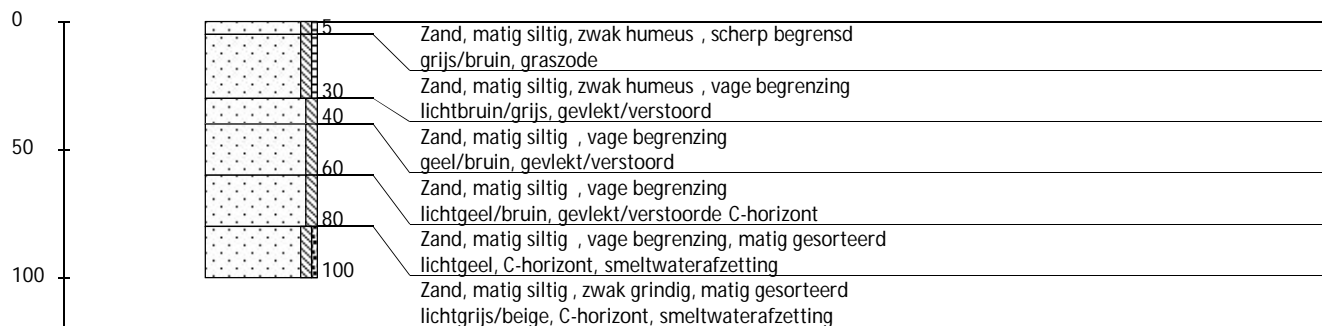 0
50
100
5
30
40
60
80
100
Zand, matig siltig, zwak humeus , scherp begrensd
grijs/bruin, graszode
Zand, matig siltig, zwak humeus , vage begrenzing
lichtbruin/grijs, gevlekt/verstoord
Zand, matig siltig , vage begrenzing
geel/bruin, gevlekt/verstoord
Zand, matig siltig , vage begrenzing
lichtgeel/bruin, gevlekt/verstoorde C-horizont
Zand, matig siltig , vage begrenzing, matig gesorteerd
lichtgeel, C-horizont, smeltwaterafzetting
Zand, matig siltig , zwak grindig, matig gesorteerd
lichtgrijs/beige, C-horizont, smeltwaterafzetting